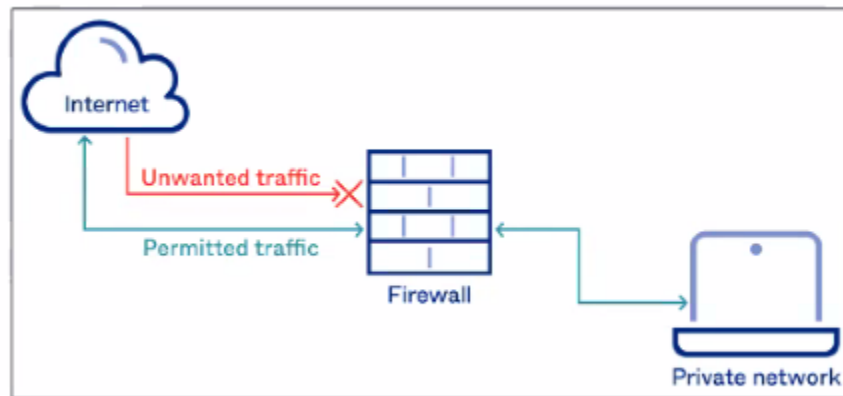 Internet
Unwanted traffic
Permitted traffic
Firewall
Private network